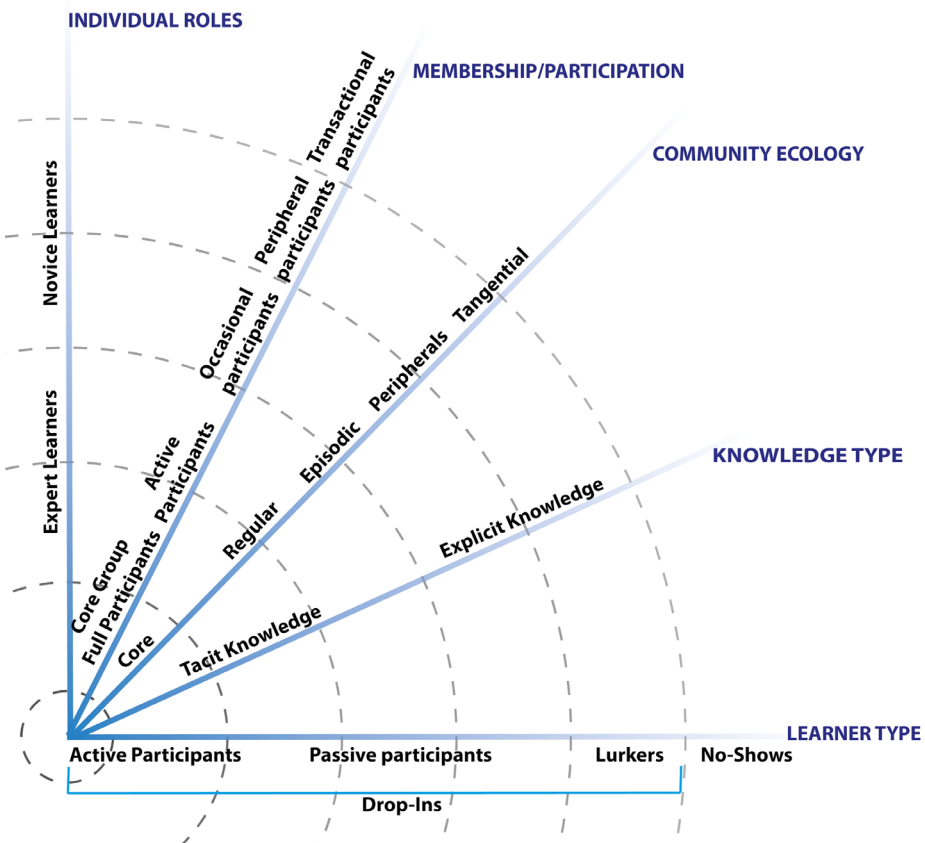 INDIVIDUAL ROLES
MEMBERSHIP/PARTICIPATION
COMMUNITY ECOLOGY
KNOWLEDGE TYPE
LEARNER TYPE
Novice Learners
Expert Learners
Transactional
participants
Peripheral
participants
Occasional
participants
Active
Participants
Core Group
Full Participants
Tangential
Peripherals
Episodic
Regular
Core
Explicit Knowledge
Tacit Knowledge
Active Participants
Passive participants
Lurkers
No-Shows
Drop-Ins